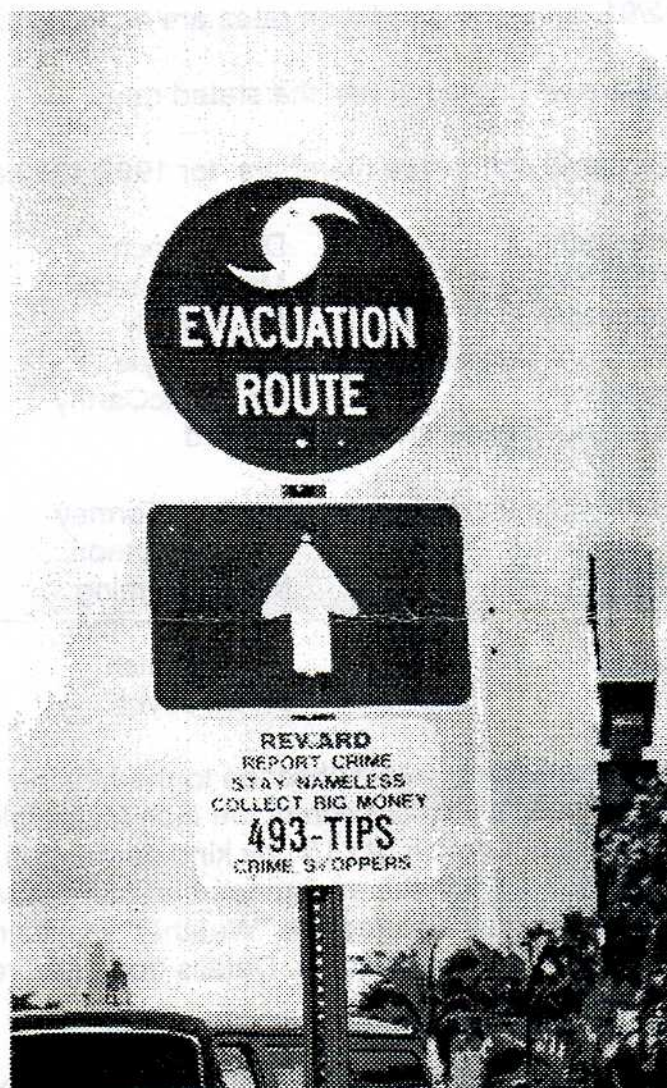 EVACUATION
ROUTE
REWARD
REPORT CRIME
STAY NAMELESS
COLLECT BIG MONEY
493-TIPS
CRIME STOPPERS